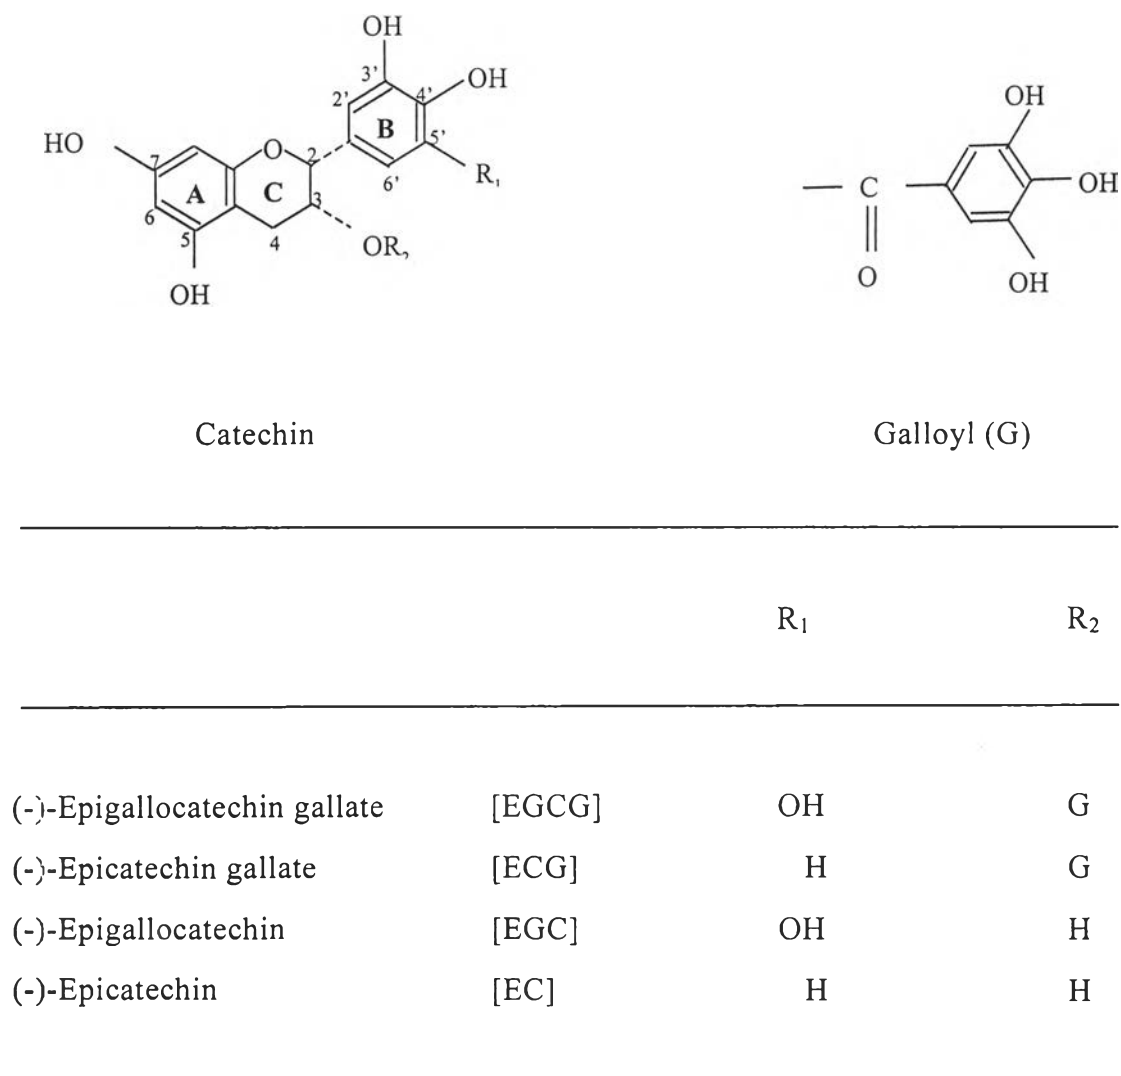 OH
3' OH
2' 4'
HO O B 5'
7 2 R₁
A C 6'
6 3
5 4 OR₂
OH
OH
C OH
O OH
Catechin Galloyl (G)
R₁ R₂
(-)-Epigallocatechin gallate [EGCG] OH G
(-)-Epicatechin gallate [ECG] H G
(-)-Epigallocatechin [EGC] OH H
(-)-Epicatechin [EC] H H